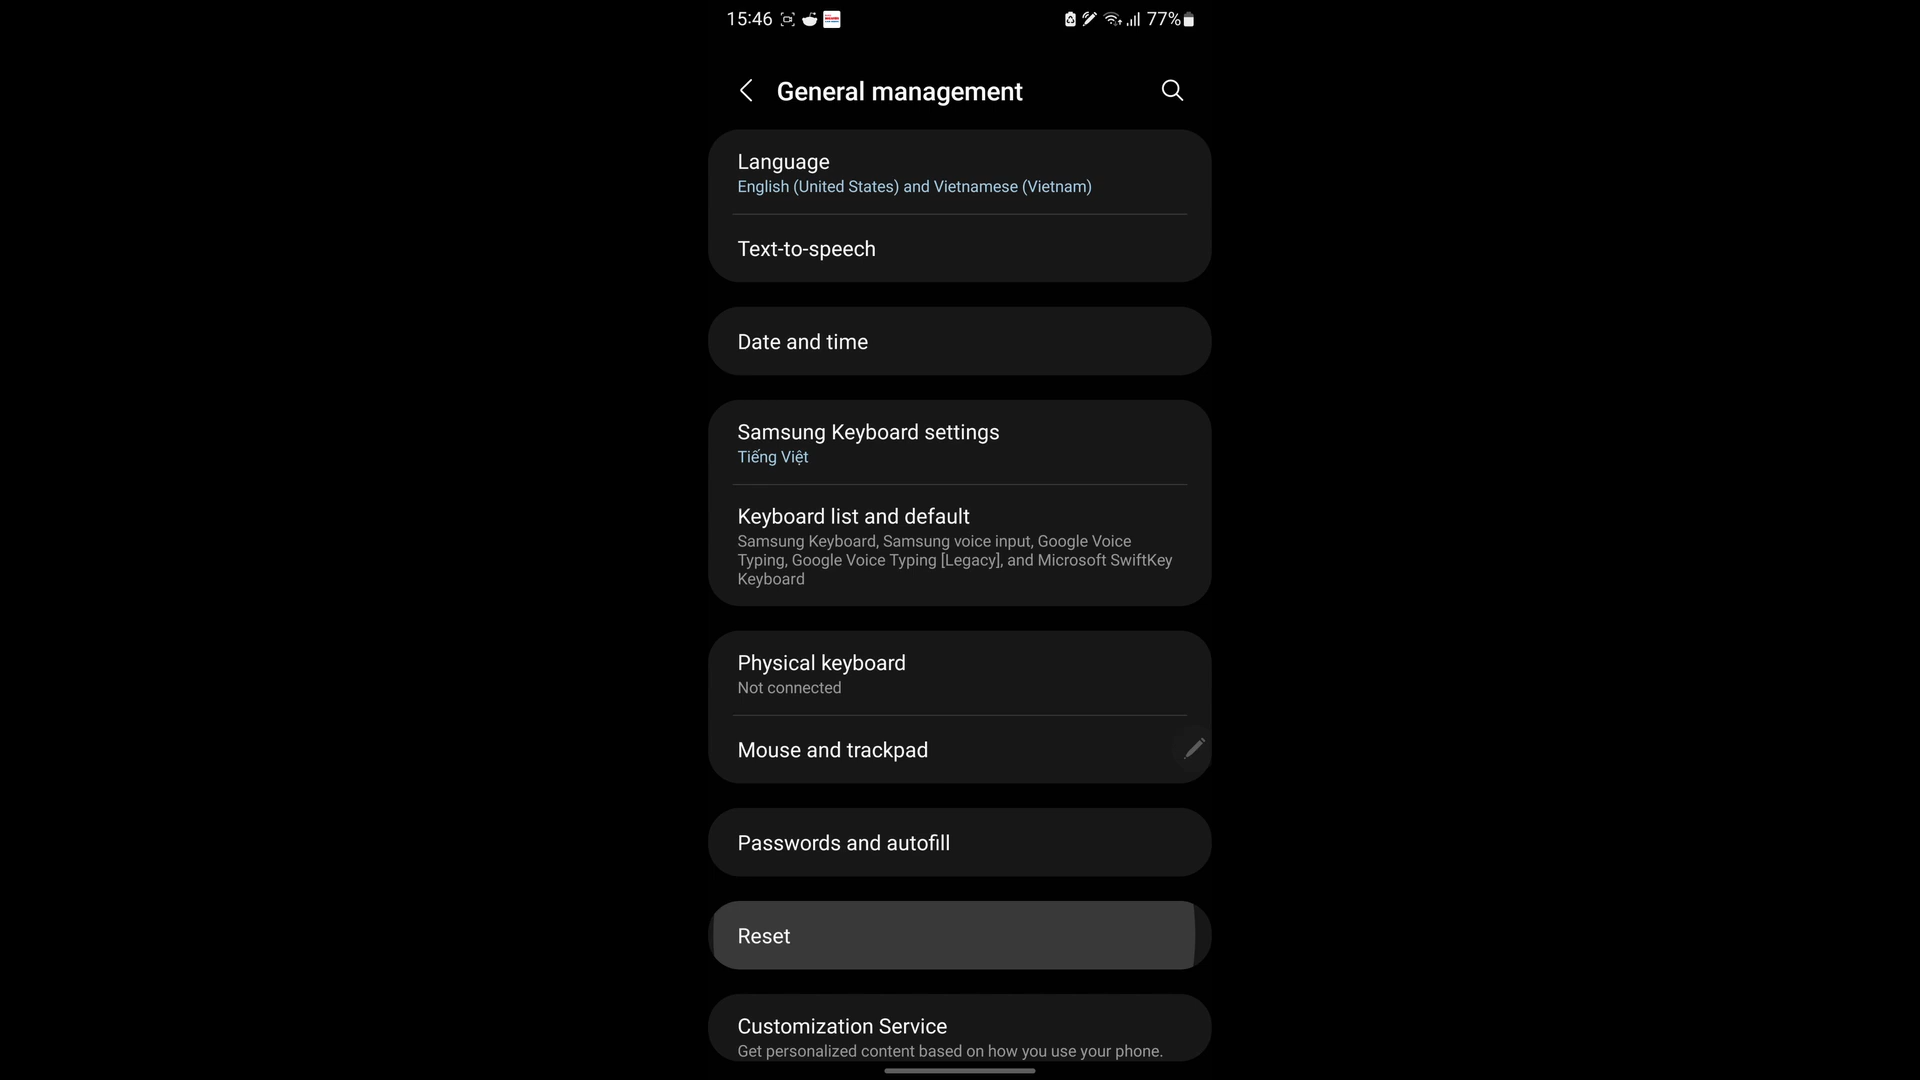 15:46
77%
General management
Language
English (United States) and Vietnamese (Vietnam)
Text-to-speech
Date and time
Samsung Keyboard settings
Tiếng Việt
Keyboard list and default
Samsung Keyboard, Samsung voice input, Google Voice
Typing, Google Voice Typing [Legacy], and Microsoft SwiftKey
Keyboard
Physical keyboard
Not connected
Mouse and trackpad
Passwords and autofill
Reset
Customization Service
Get personalized content based on how you use your phone.